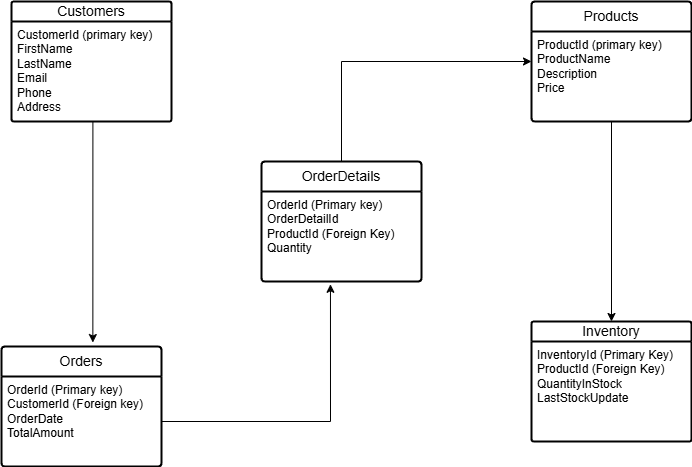 Customers
CustomerId (primary key)
FirstName
LastName
Email
Phone
Address
Products
ProductId (primary key)
ProductName
Description
Price
OrderDetails
OrderId (Primary key)
OrderDetailId
ProductId (Foreign Key)
Quantity
Orders
OrderId (Primary key)
CustomerId (Foreign key)
OrderDate
TotalAmount
Inventory
InventoryId (Primary Key)
ProductId (Foreign Key)
QuantityInStock
LastStockUpdate